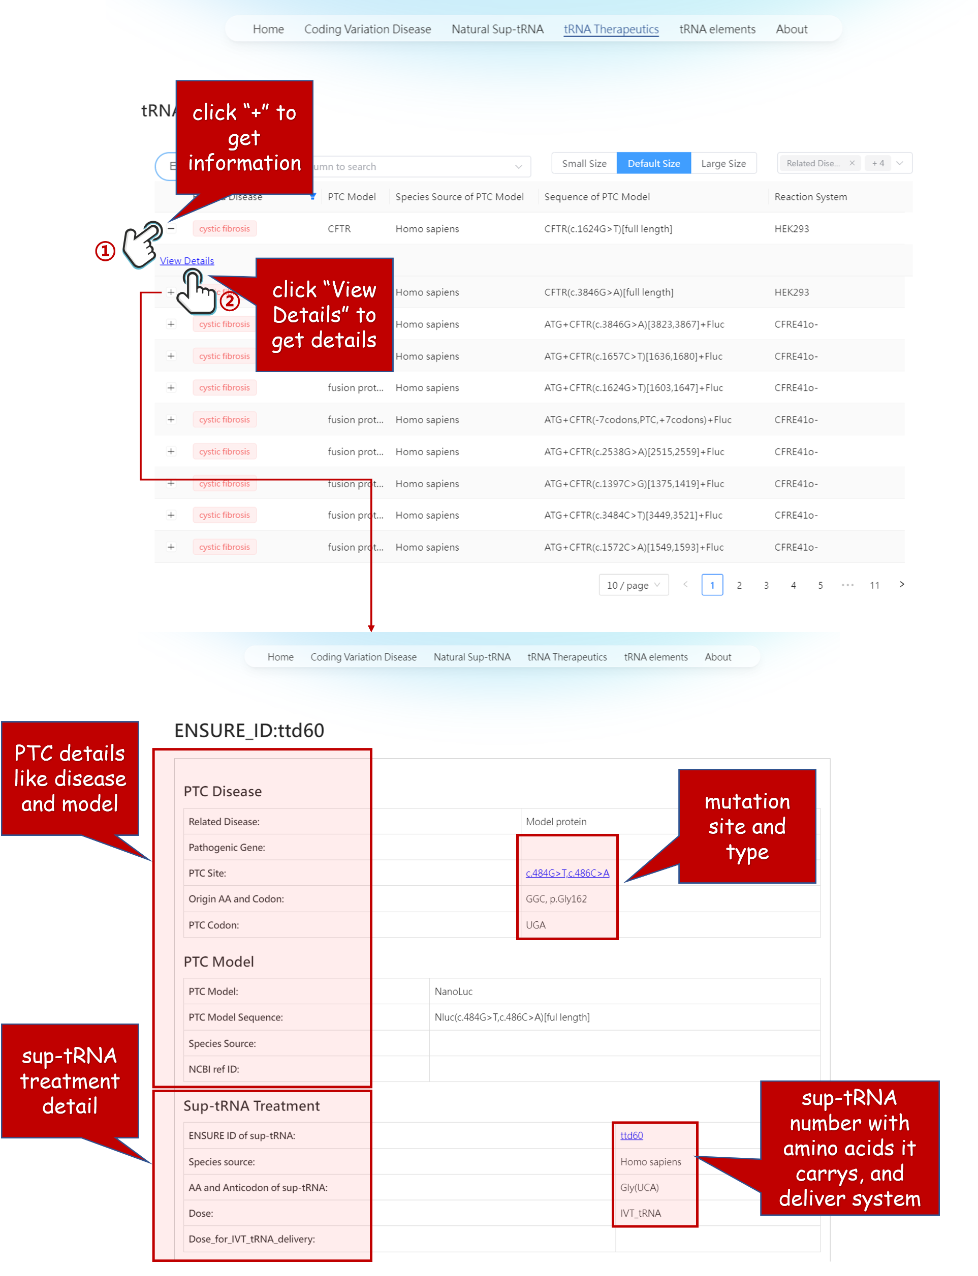 Home Coding Variation Disease Natural Sup-tRNA tRNA Therapeutics tRNA elements About
tRNA
click "+" to
get
information
to search
Small Size Default Size Large Size
Related Dise... × + 4
Disease PTC Model Species Source of PTC Model Sequence of PTC Model Reaction System
− cystic fibrosis CFTR Homo sapiens CFTR(c.1624G>T)[full length] HEK293
①
View Details
②
click "View
Details" to
get details
+ Homo sapiens CFTR(c.3846G>A)[full length] HEK293
+ cystic fibrosis Homo sapiens ATG+CFTR(c.3846G>A)[3823,3867]+Fluc CFRE41o-
+ cystic fibrosis Homo sapiens ATG+CFTR(c.1657C>T)[1636,1680]+Fluc CFRE41o-
+ cystic fibrosis fusion prot... Homo sapiens ATG+CFTR(c.1624G>T)[1603,1647]+Fluc CFRE41o-
+ cystic fibrosis fusion prot... Homo sapiens ATG+CFTR(-7codons,PTC,+7codons)+Fluc CFRE41o-
+ cystic fibrosis fusion prot... Homo sapiens ATG+CFTR(c.2538G>A)[2515,2559]+Fluc CFRE41o-
+ cystic fibrosis fusion prot... Homo sapiens ATG+CFTR(c.1397C>G)[1375,1419]+Fluc CFRE41o-
+ cystic fibrosis fusion prot... Homo sapiens ATG+CFTR(c.3484C>T)[3449,3521]+Fluc CFRE41o-
+ cystic fibrosis fusion prot... Homo sapiens ATG+CFTR(c.1572C>A)[1549,1593]+Fluc CFRE41o-
10 / page < 1 2 3 4 5 ··· 11 >
Home Coding Variation Disease Natural Sup-tRNA tRNA Therapeutics tRNA elements About
ENSURE_ID:ttd60
PTC details
like disease
and model
PTC Disease
Related Disease: Model protein
Pathogenic Gene:
PTC Site: c.484G>T,c.486C>A
Origin AA and Codon: GGC, p.Gly162
PTC Codon: UGA
mutation
site and
type
PTC Model
PTC Model: NanoLuc
PTC Model Sequence: Nluc(c.484G>T,c.486C>A)[ful length]
Species Source:
NCBI ref ID:
sup-tRNA
treatment
detail
Sup-tRNA Treatment
ENSURE ID of sup-tRNA: ttd60
Species source: Homo sapiens
AA and Anticodon of sup-tRNA: Gly(UCA)
Dose: IVT_tRNA
Dose_for_IVT_tRNA_delivery:
sup-tRNA
number with
amino acids it
carrys, and
deliver system